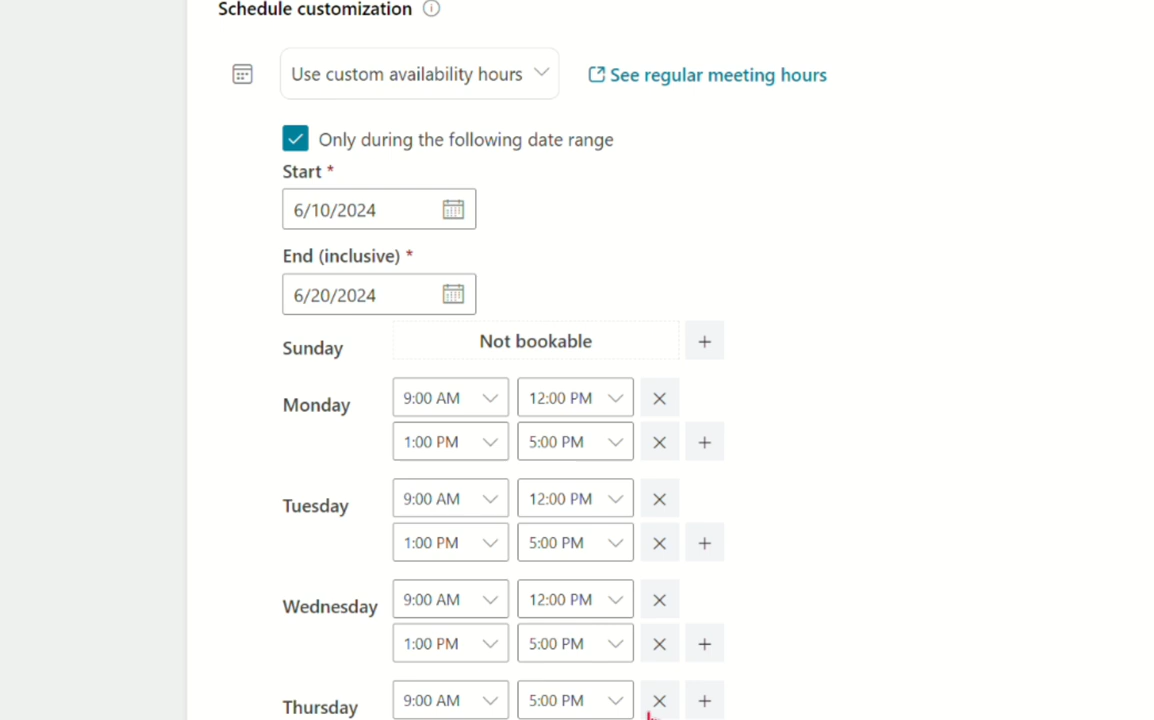 Schedule customization
Use custom availability hours See regular meeting hours
Only during the following date range
Start *
6/10/2024
End (inclusive) *
6/20/2024
Sunday Not bookable
Monday 9:00 AM 12:00 PM
1:00 PM 5:00 PM
Tuesday 9:00 AM 12:00 PM
1:00 PM 5:00 PM
Wednesday 9:00 AM 12:00 PM
1:00 PM 5:00 PM
Thursday 9:00 AM 5:00 PM